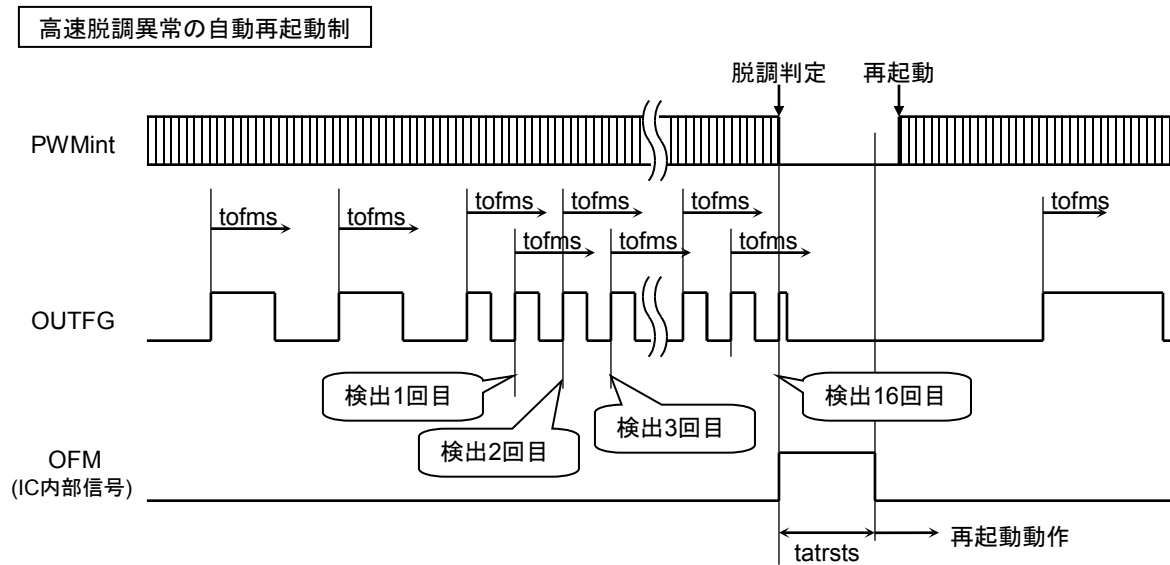 高速脱調異常の自動再起動制
脱調判定
再起動
PWMint
tofms
tofms
tofms
tofms
tofms
tofms
tofms
tofms
tofms
OUTFG
検出1回目
検出2回目
検出3回目
検出16回目
OFM
(IC内部信号)
tatrsts
再起動動作